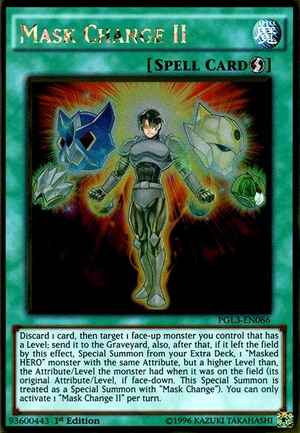 MASK CHANGE II
[SPELL CARD]
PGL3-EN086
Discard 1 card, then target 1 face-up monster you control that has
a Level; send it to the Graveyard, also, after that, if it left the field
by this effect, Special Summon from your Extra Deck, 1 "Masked
HERO" monster with the same Attribute, but a higher Level than,
the Attribute/Level the monster had when it was on the field (its
original Attribute/Level, if face-down. This Special Summon is
treated as a Special Summon with "Mask Change"). You can only
activate 1 "Mask Change II" per turn.
93600443 1st Edition ©1996 KAZUKI TAKAHASHI